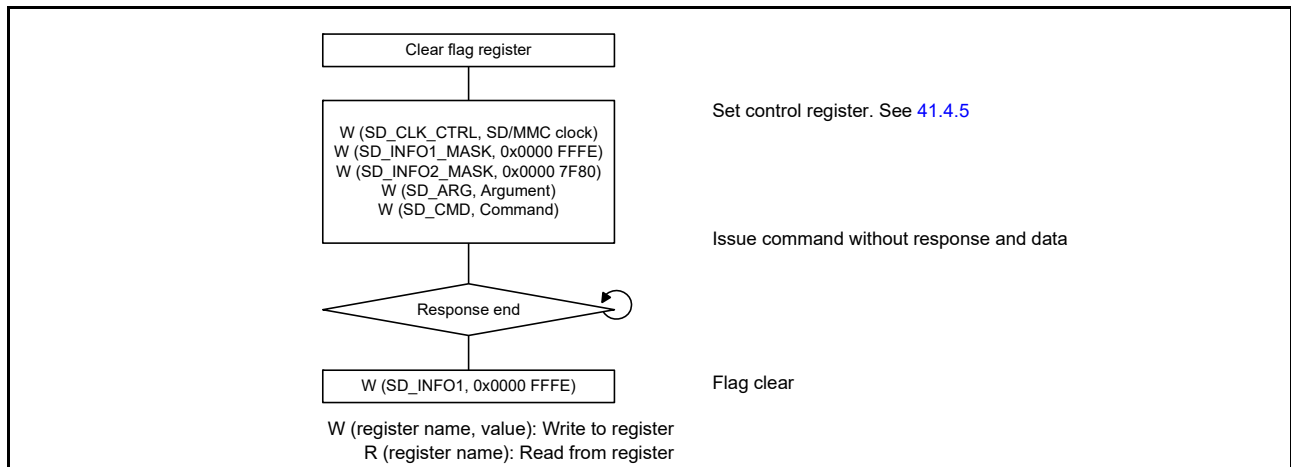 Clear flag register
Set control register. See 41.4.5
W (SD_CLK_CTRL, SD/MMC clock)
W (SD_INFO1_MASK, 0x0000 FFFE)
W (SD_INFO2_MASK, 0x0000 7F80)
W (SD_ARG, Argument)
W (SD_CMD, Command)
Issue command without response and data
Response end
W (SD_INFO1, 0x0000 FFFE)
Flag clear
W (register name, value): Write to register
R (register name): Read from register